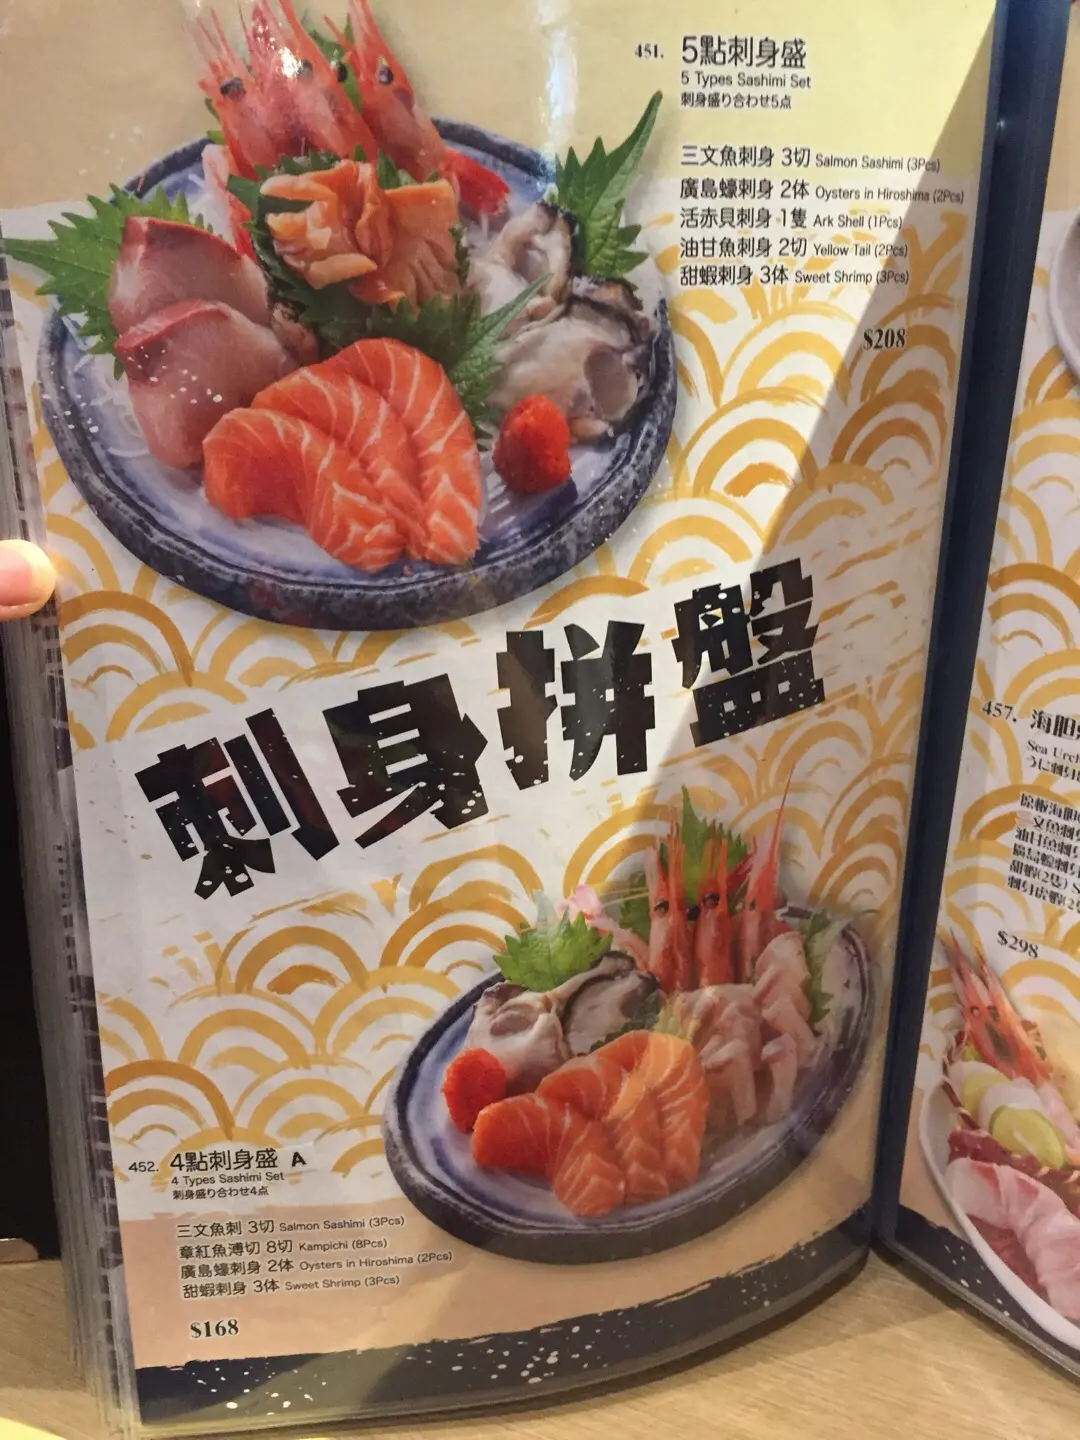 451. 5點刺身盛
5 Types Sashimi Set
刺身盛り合わせ5点
三文魚刺身 3切 Salmon Sashimi (3Pcs)
廣島蠔刺身 2体 Oysters in Hiroshima (2Pcs)
活赤貝刺身 1隻 Ark Shell (1Pcs)
油甘魚刺身 2切 Yellow Tail (2Pcs)
甜蝦刺身 3体 Sweet Shrimp (3Pcs)
$208
刺身拼盤
452. 4點刺身盛 A
4 Types Sashimi Set
刺身盛り合わせ4点
三文魚刺 3切 Salmon Sashimi (3Pcs)
章紅魚薄切 8切 Kampichi (8Pcs)
廣島蠔刺身 2体 Oysters in Hiroshima (2Pcs)
甜蝦刺身 3体 Sweet Shrimp (3Pcs)
$168
457. 海胆
Sea
うに刺身
$298